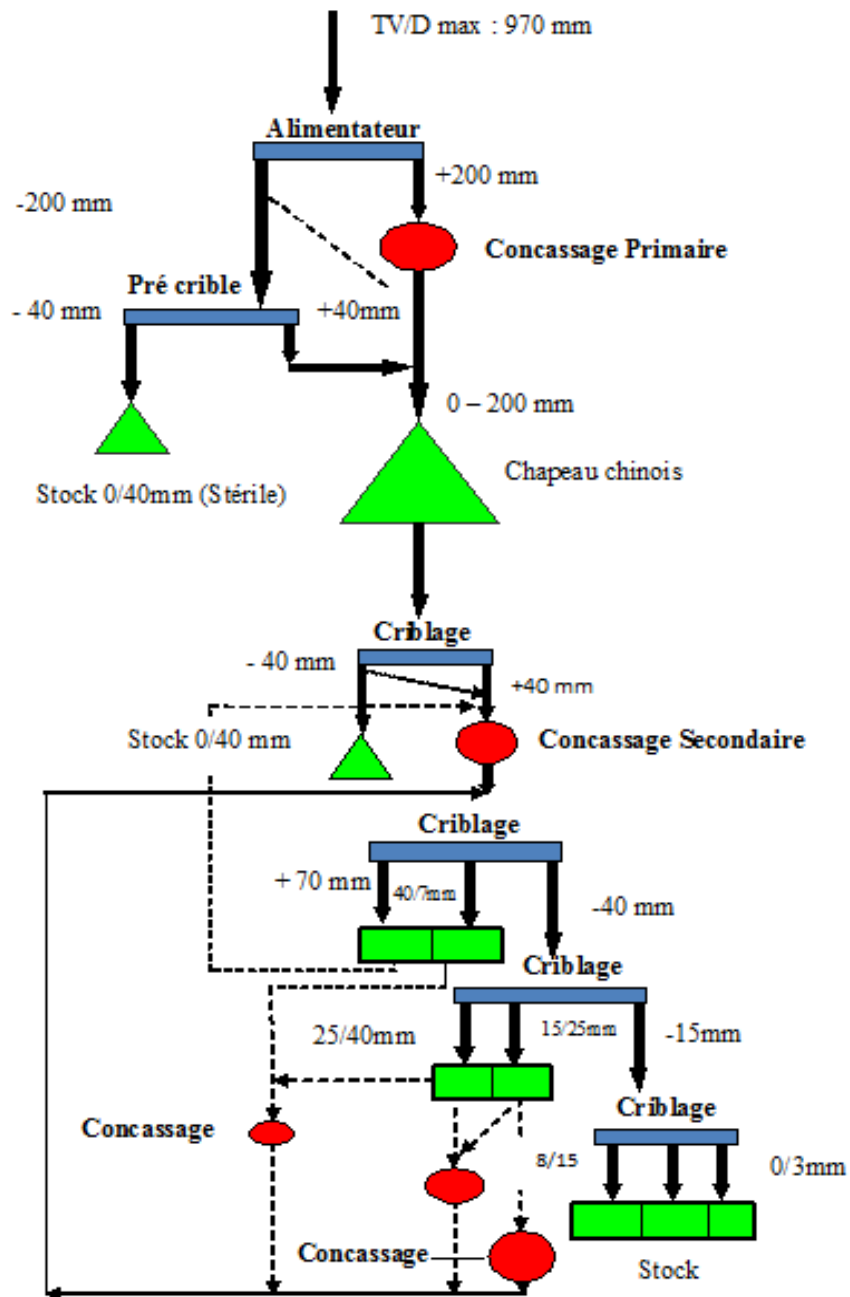 TV/D max : 970 mm
Alimentateur
+200 mm
-200 mm
Concassage Primaire
Pré crible
- 40 mm
+40mm
0 – 200 mm
Chapeau chinois
Stock 0/40mm (Stérile)
Criblage
- 40 mm
+40 mm
Stock 0/40 mm
Concassage Secondaire
Criblage
+ 70 mm
40/7mm
-40 mm
Criblage
25/40mm
15/25mm
-15mm
Criblage
Concassage
8/15
0/3mm
Concassage
Stock